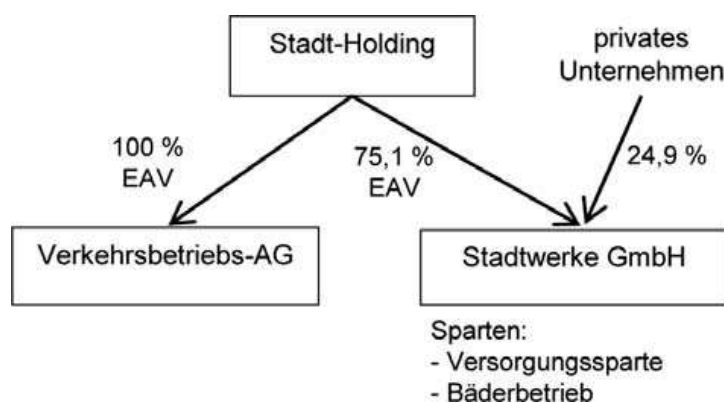 Stadt-Holding
privates
Unternehmen
100 %
EAV
75,1 %
EAV
24,9 %
Verkehrsbetriebs-AG
Stadtwerke GmbH
Sparten:
- Versorgungssparte
- Bäderbetrieb